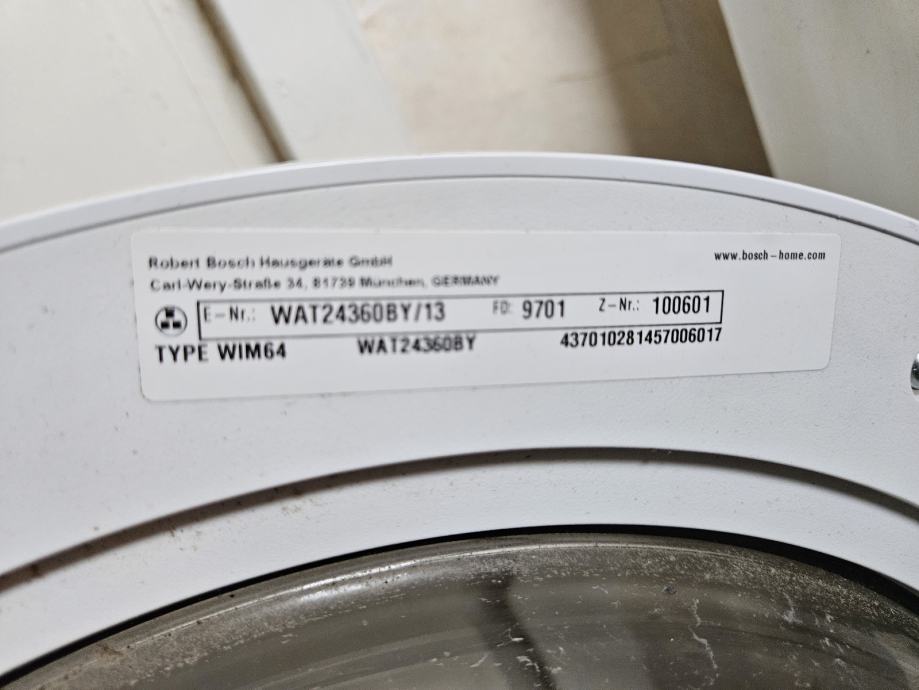 Robert Bosch Hausgeräte GmbH
www.bosch-home.com
Carl-Wery-Straße 34, 81739 München, GERMANY
E-Nr.: WAT24360BY/13 FD: 9701 Z-Nr.: 100601
TYPE WIM64 WAT24360BY 437010281457006017